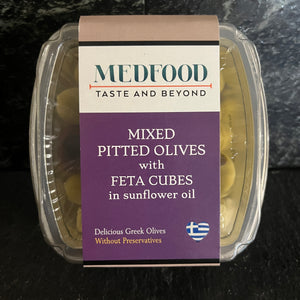 MEDFOOD
TASTE AND BEYOND
MIXED
PITTED OLIVES
with
FETA CUBES
in sunflower oil
Delicious Greek Olives
Without Preservatives